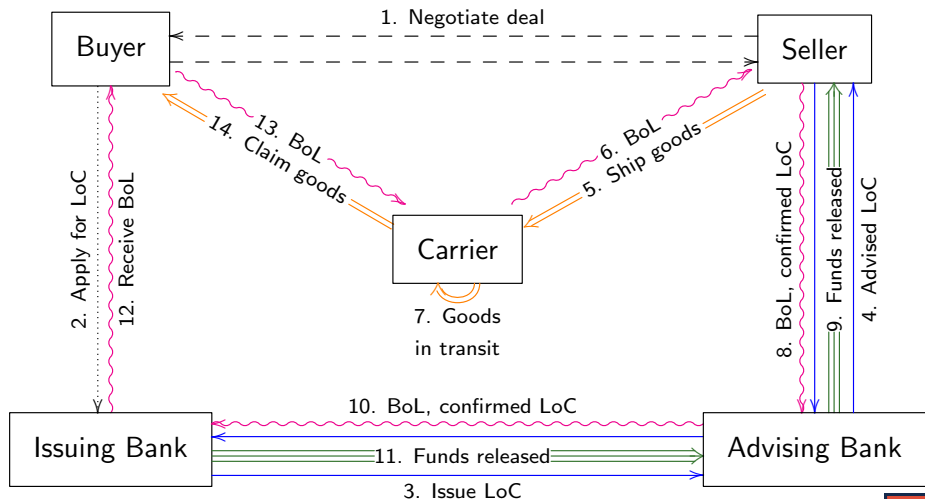 1. Negotiate deal
Buyer
Seller
13. BoL
14. Claim goods
6. BoL
5. Ship goods
Carrier
7. Goods
in transit
2. Apply for LoC
12. Receive BoL
8. BoL, confirmed LoC
9. Funds released
4. Advised LoC
10. BoL, confirmed LoC
Issuing Bank
11. Funds released
Advising Bank
3. Issue LoC